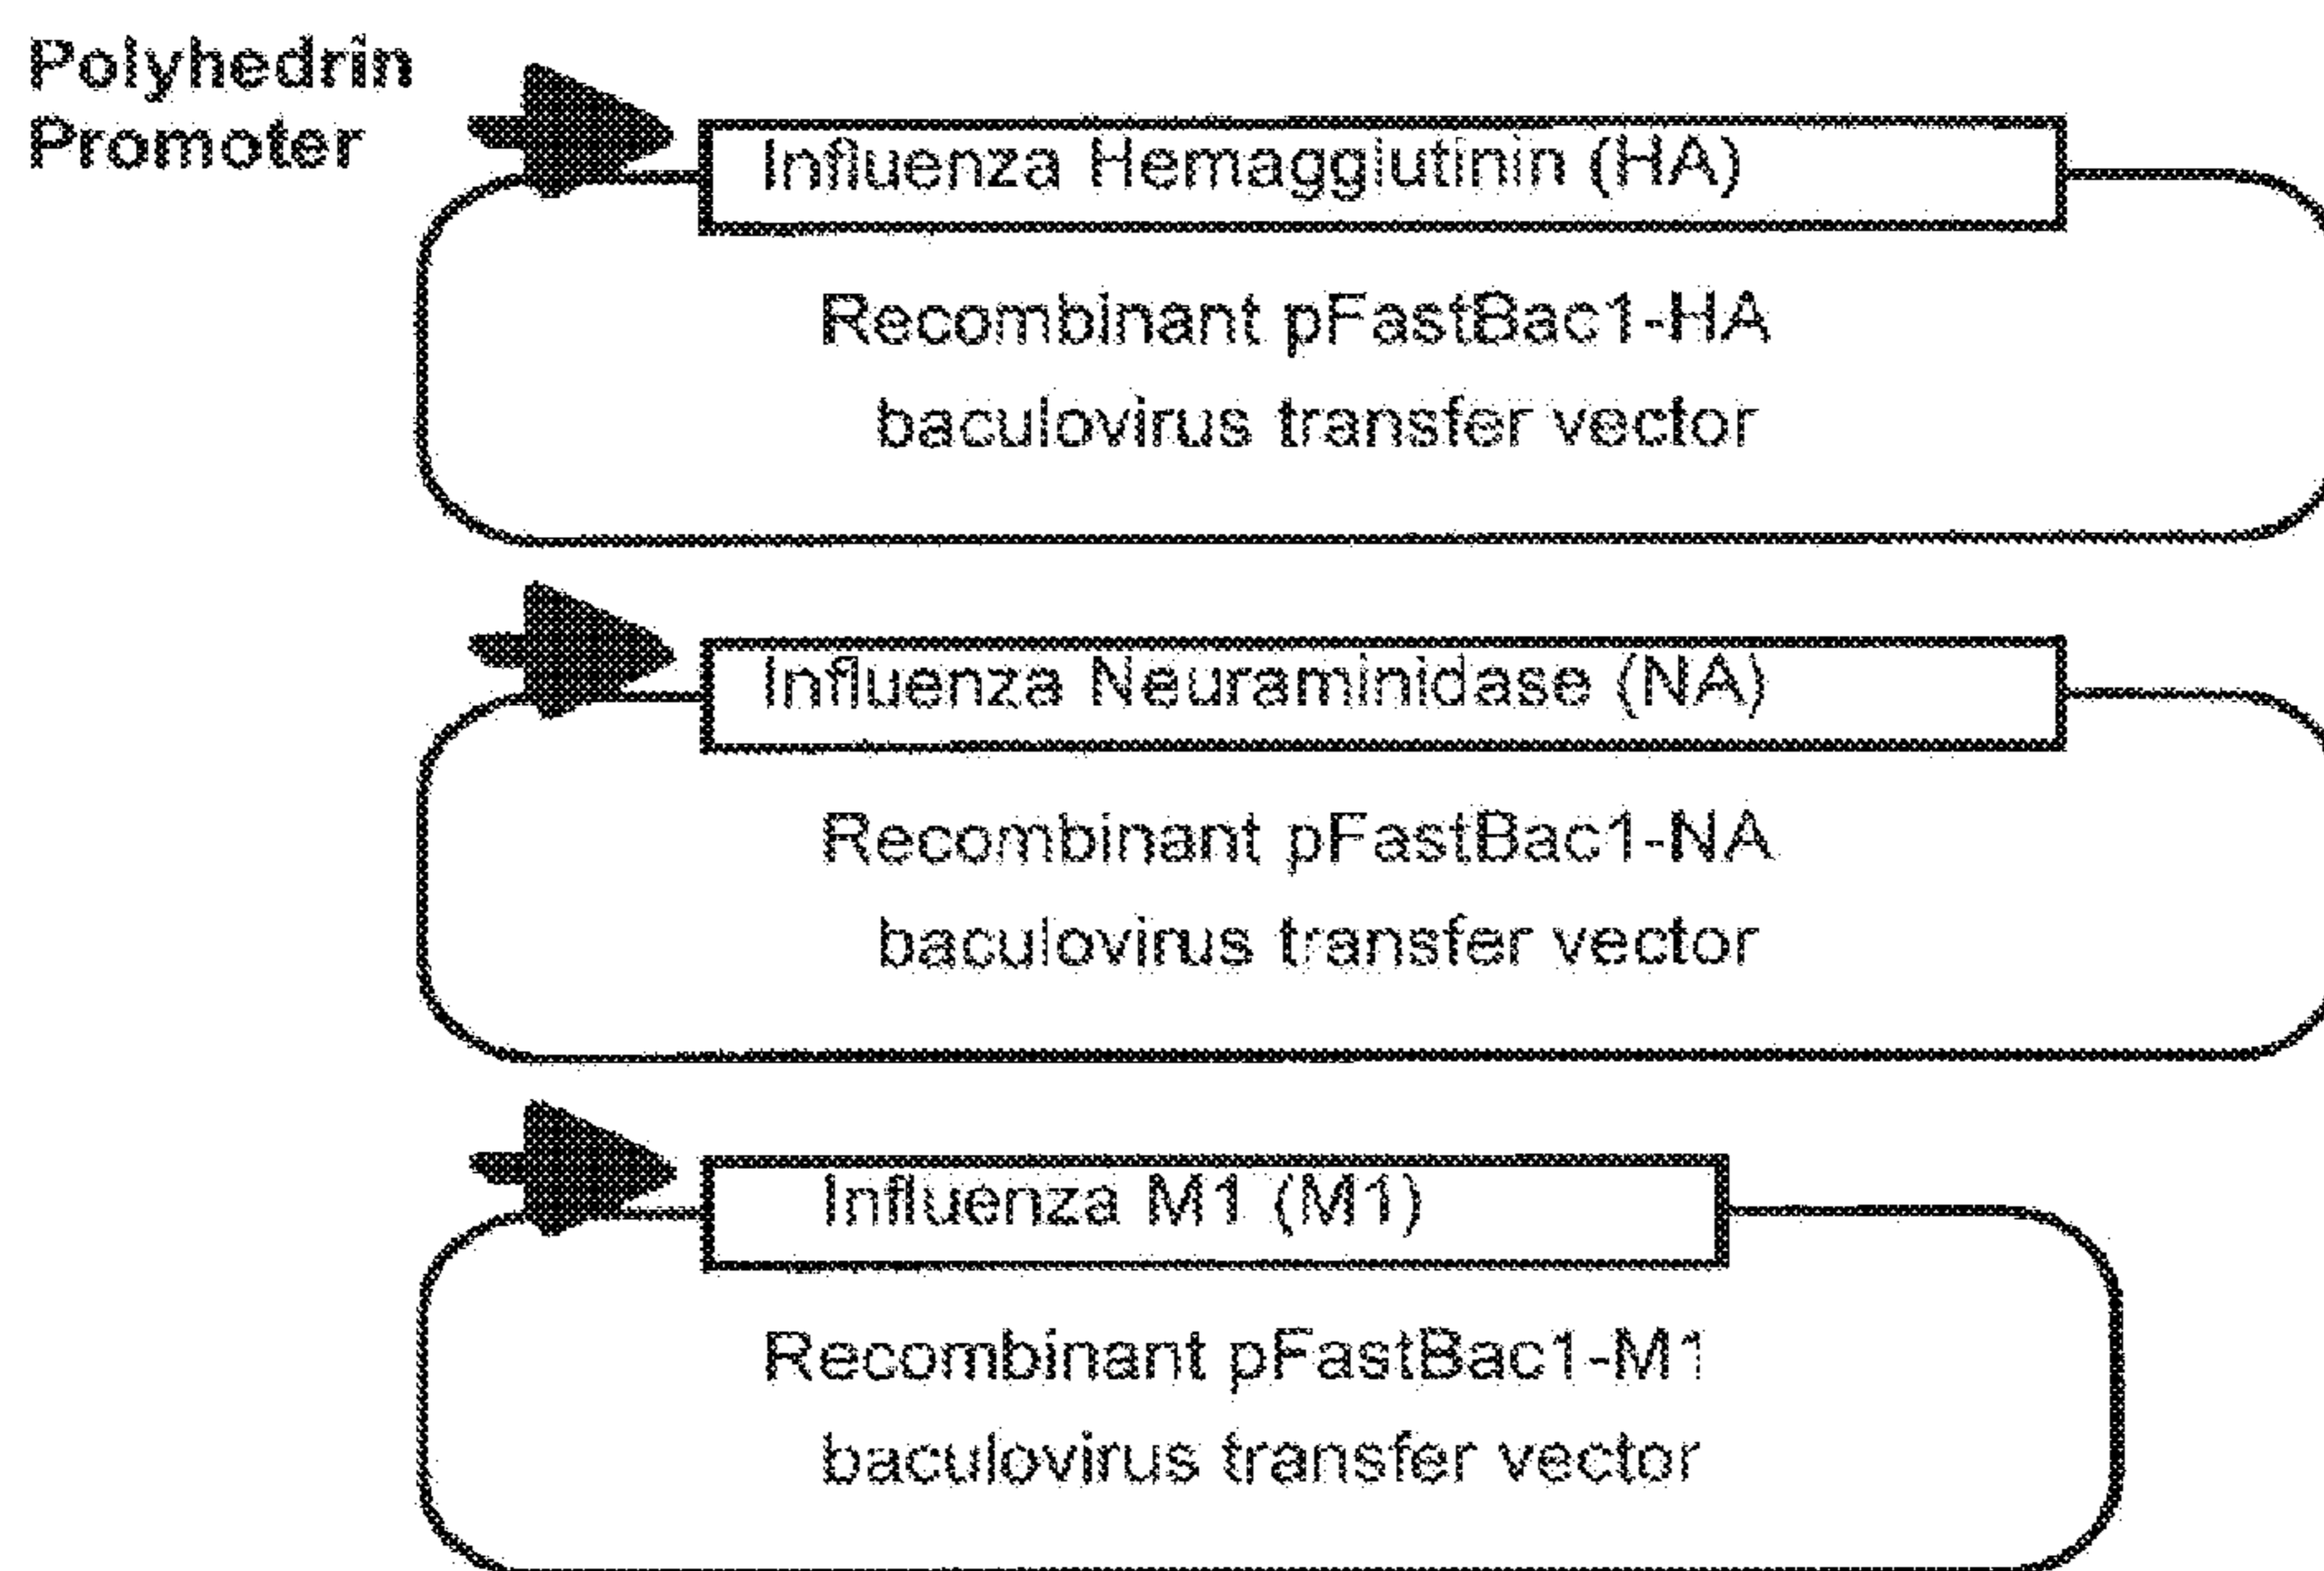 Polyhedrin
Promoter
Influenza Hemagglutinin (HA)
Recombinant pFastBac1-HA
baculovirus transfer vector
Influenza Neuraminidase (NA)
Recombinant pFastBac1-NA
baculovirus transfer vector
Influenza M1 (M1)
Recombinant pFastBac1-M1
baculovirus transfer vector